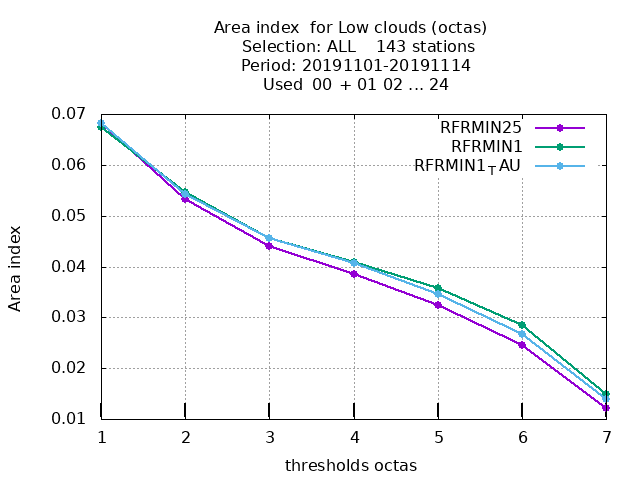 Area index  for Low clouds (octas)
Selection: ALL    143 stations
Period: 20191101-20191114
Used  00 + 01 02 ... 24
RFRMIN25
RFRMIN1
RFRMIN1TAU
0.07
0.06
0.05
0.04
0.03
0.02
0.01
Area index
1 2 3 4 5 6 7
thresholds octas